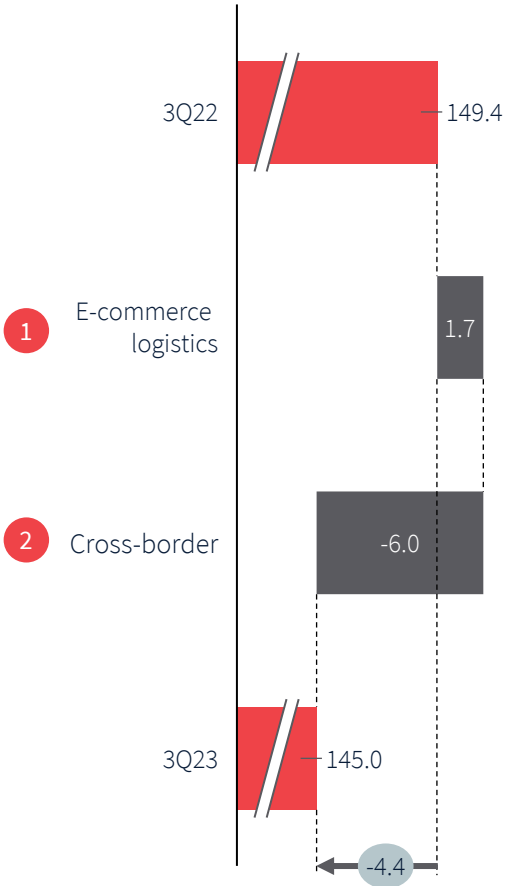 3Q22
149.4
1
E-commerce
logistics
1.7
2
Cross-border
-6.0
3Q23
145.0
-4.4